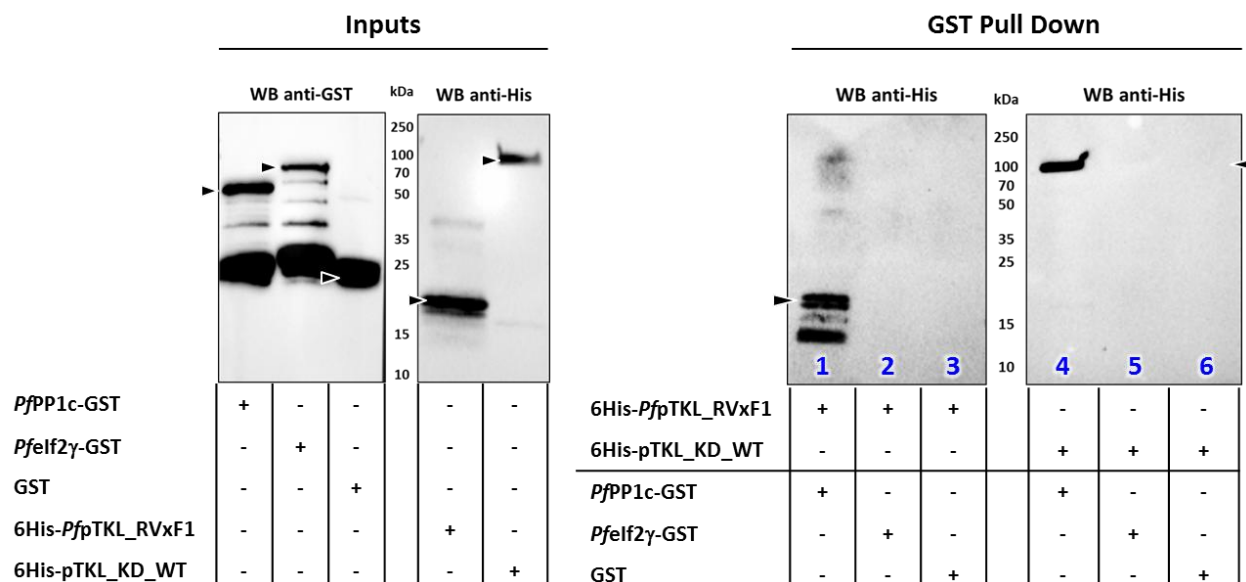 Inputs
GST Pull Down
WB anti-GST kDa WB anti-His
WB anti-His kDa WB anti-His
250
100
70
50
35
25
15
10
250
100
70
50
35
25
15
10
1 2 3 4 5 6
PfPP1c-GST + - - - -
PfeIf2γ-GST - + - - -
GST - - + - -
6His-PfpTKL_RVxF1 - - - + -
6His-pTKL_KD_WT - - - - +
6His-PfpTKL_RVxF1 + + + - - -
6His-pTKL_KD_WT - - - + + +
PfPP1c-GST + - - + - -
PfeIf2γ-GST - + - - + -
GST - - + - - +